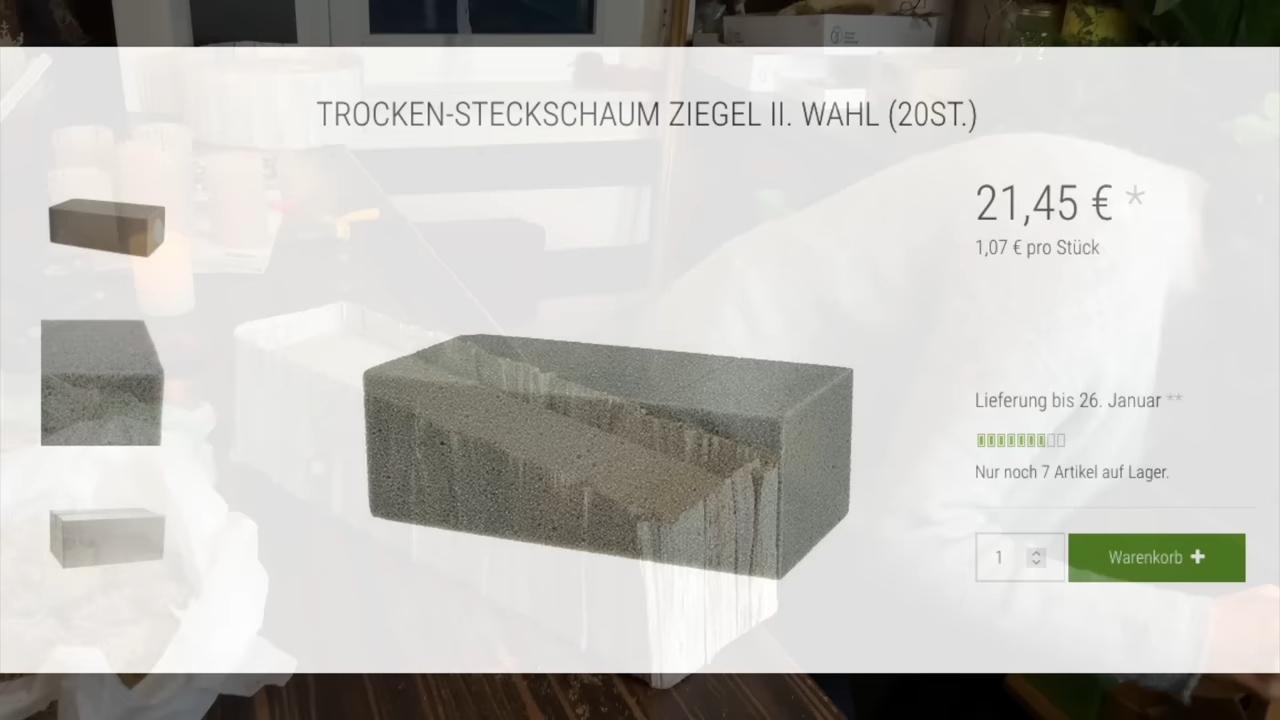 TROCKEN-STECKSCHAUM ZIEGEL II. WAHL (20ST.)
21,45 € *
1,07 € pro Stück
Lieferung bis 26. Januar **
Nur noch 7 Artikel auf Lager.
1
Warenkorb +